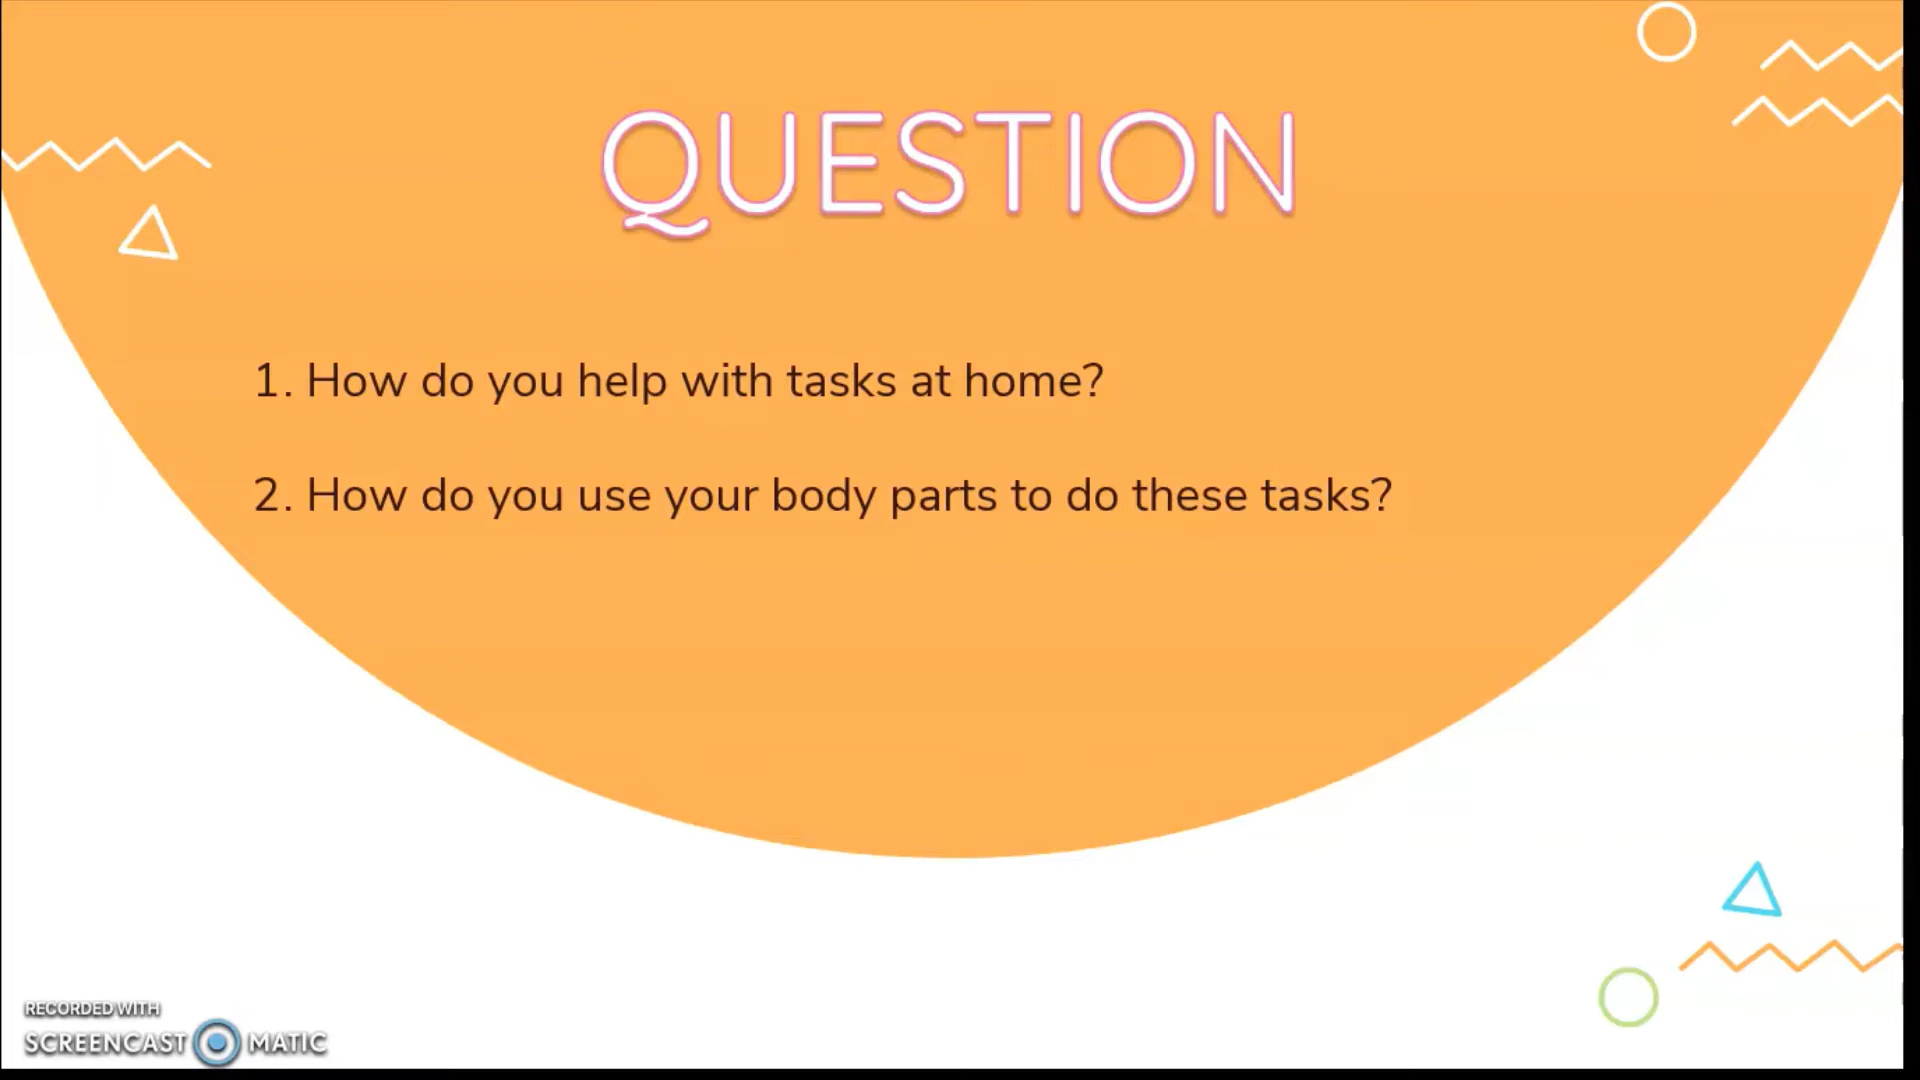 QUESTION
1. How do you help with tasks at home?
2. How do you use your body parts to do these tasks?
RECORDED WITH
SCREENCAST MATIC